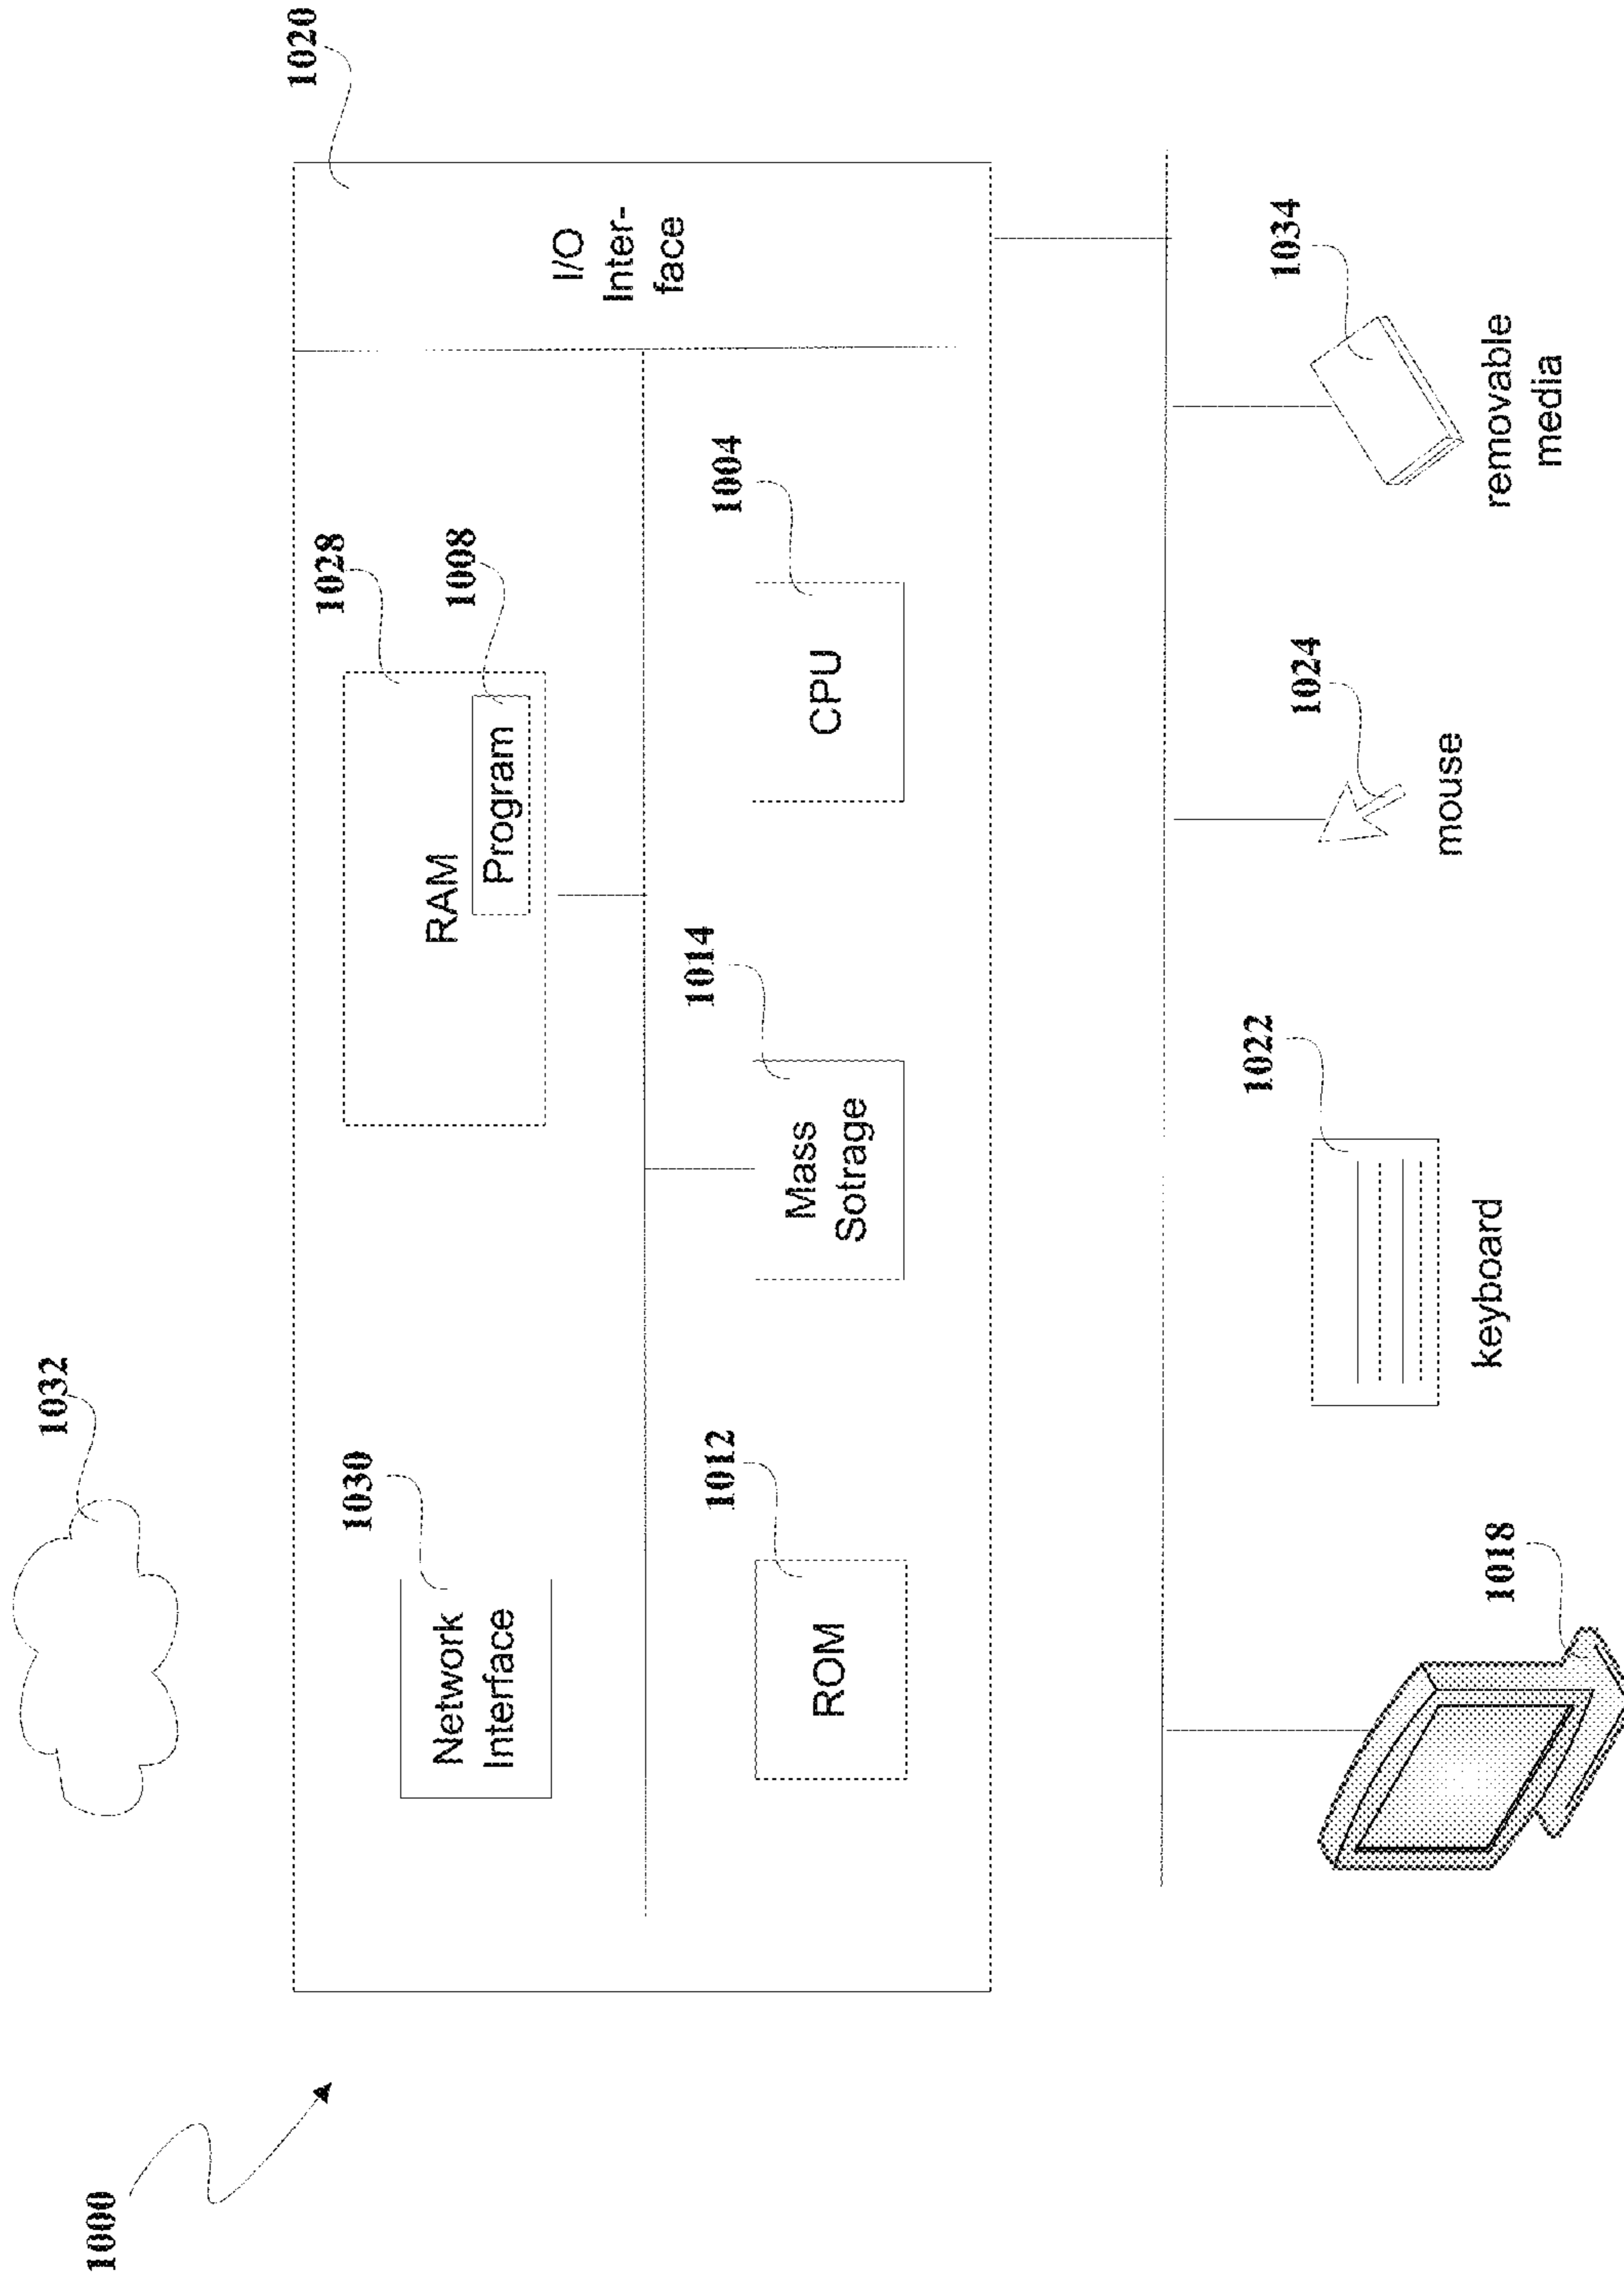 1000
1032
1020
1030
Network
Interface
1028
RAM
1008
Program
I/O
Inter-
face
1012
ROM
1014
Mass
Sotrage
1004
CPU
1018
1022
keyboard
1024
mouse
1034
removable
media